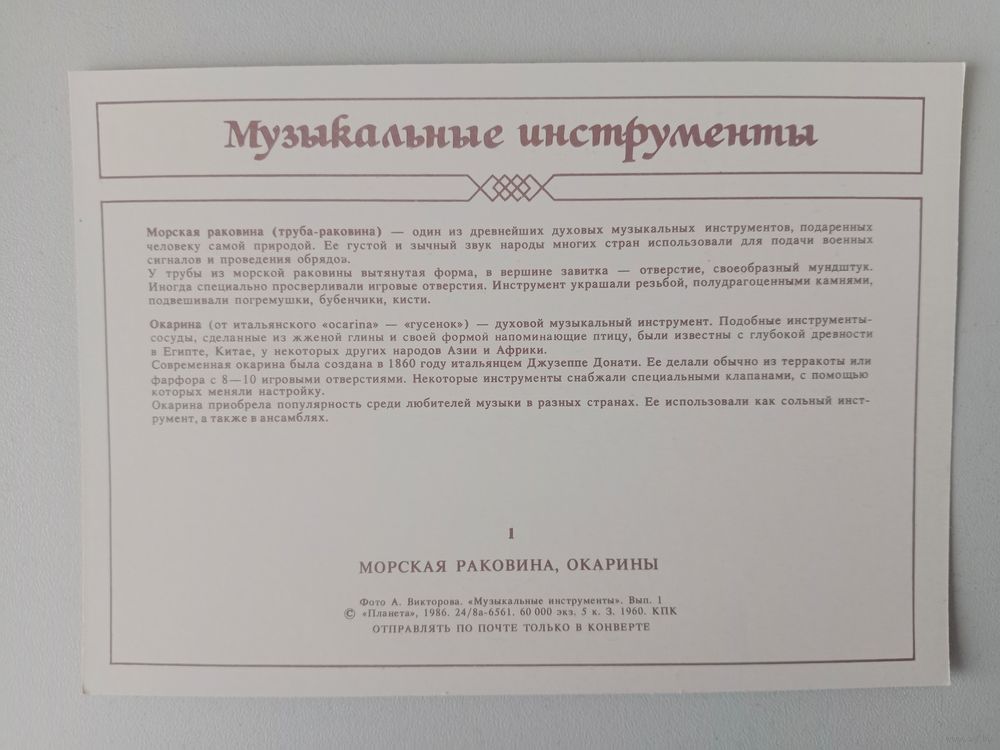 Музыкальные инструменты
Морская раковина (труба-раковина) — один из древнейших духовых музыкальных инструментов, подаренных
человеку самой природой. Ее густой и зычный звук народы многих стран использовали для подачи военных
сигналов и проведения обрядов.
У трубы из морской раковины вытянутая форма, в вершине завитка — отверстие, своеобразный мундштук.
Иногда специально просверливали игровые отверстия. Инструмент украшали резьбой, полудрагоценными камнями,
подвешивали погремушки, бубенчики, кисти.
Окарина (от итальянского «ocarina» — «гусенок») — духовой музыкальный инструмент. Подобные инструменты-
сосуды, сделанные из жженой глины и своей формой напоминающие птицу, были известны с глубокой древности
в Египте, Китае, у некоторых других народов Азии и Африки.
Современная окарина была создана в 1860 году итальянцем Джузеппе Донати. Ее делали обычно из терракоты или
фарфора с 8—10 игровыми отверстиями. Некоторые инструменты снабжали специальными клапанами, с помощью
которых меняли настройку.
Окарина приобрела популярность среди любителей музыки в разных странах. Ее использовали как сольный инст-
румент, а также в ансамблях.
1
МОРСКАЯ РАКОВИНА, ОКАРИНЫ
Фото А. Викторова. «Музыкальные инструменты». Вып. 1
© «Планета», 1986. 24/8а-6561. 60 000 экз. 5 к. З. 1960. КПК
ОТПРАВЛЯТЬ ПО ПОЧТЕ ТОЛЬКО В КОНВЕРТЕ